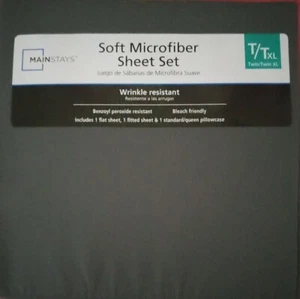 MAINSTAYS
Soft Microfiber
Sheet Set
Juego de Sábanas de Microfibra Suave
T/TXL
Twin/Twin XL
Wrinkle resistant
Resistente a las arrugas
Benzoyl peroxide resistant
Bleach friendly
Includes 1 flat sheet, 1 fitted sheet & 1 standard/queen pillowcase